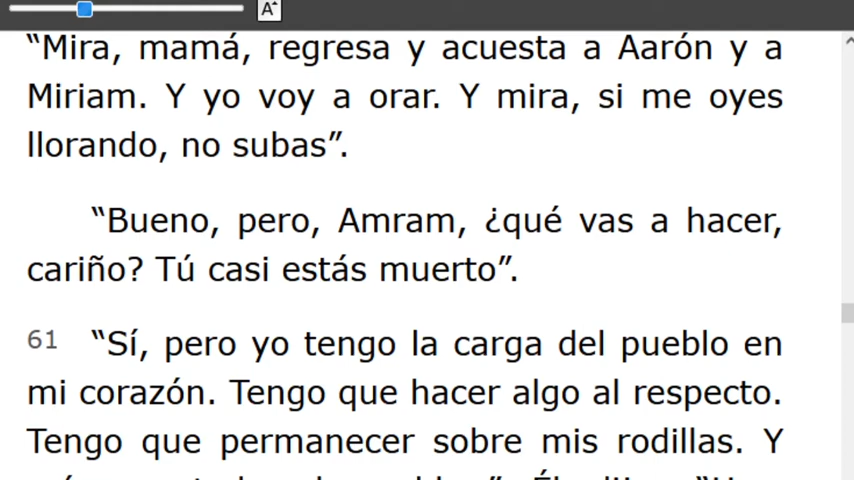 A
“Mira, mamá, regresa y acuesta a Aarón y a
Miriam. Y yo voy a orar. Y mira, si me oyes
llorando, no subas”.
“Bueno, pero, Amram, ¿qué vas a hacer,
cariño? Tú casi estás muerto”.
61 “Sí, pero yo tengo la carga del pueblo en
mi corazón. Tengo que hacer algo al respecto.
Tengo que permanecer sobre mis rodillas. Y